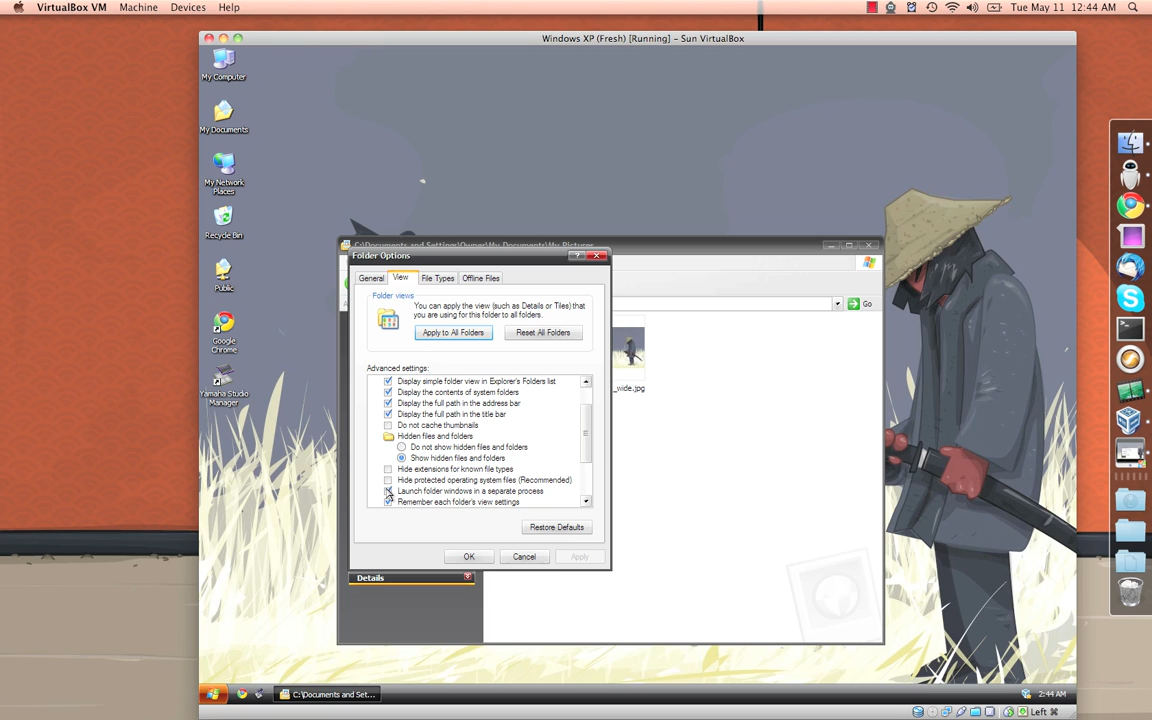 VirtualBox VM Machine Devices Help Tue May 11 12:44 AM
Windows XP (Fresh) [Running] – Sun VirtualBox
My Computer
My Documents
My Network
Places
Recycle Bin
Public
Google
Chrome
Yamaha Studio
Manager
C:\Documents and Settings\Owner\My Documents\My Pictures
Folder Options
General View File Types Offline Files
Go
Folder views
You can apply the view (such as Details or Tiles) that
you are using for this folder to all folders.
Apply to All Folders Reset All Folders
Advanced settings:
Display simple folder view in Explorer's Folders list
Display the contents of system folders
Display the full path in the address bar
Display the full path in the title bar
Do not cache thumbnails
Hidden files and folders
Do not show hidden files and folders
Show hidden files and folders
Hide extensions for known file types
Hide protected operating system files (Recommended)
Launch folder windows in a separate process
Remember each folder's view settings
_wide.jpg
Restore Defaults
OK Cancel Apply
Details
C:\Documents and Set...
2:44 AM
Left ⌘